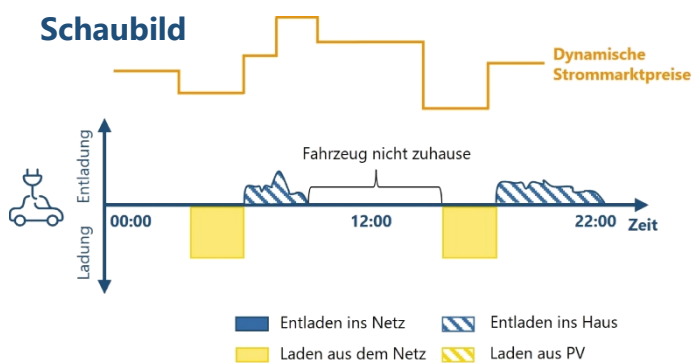 Schaubild
Dynamische
Strommarktpreise
Entladung
Fahrzeug nicht zuhause
00:00
12:00
22:00
Zeit
Ladung
Entladen ins Netz
Entladen ins Haus
Laden aus dem Netz
Laden aus PV